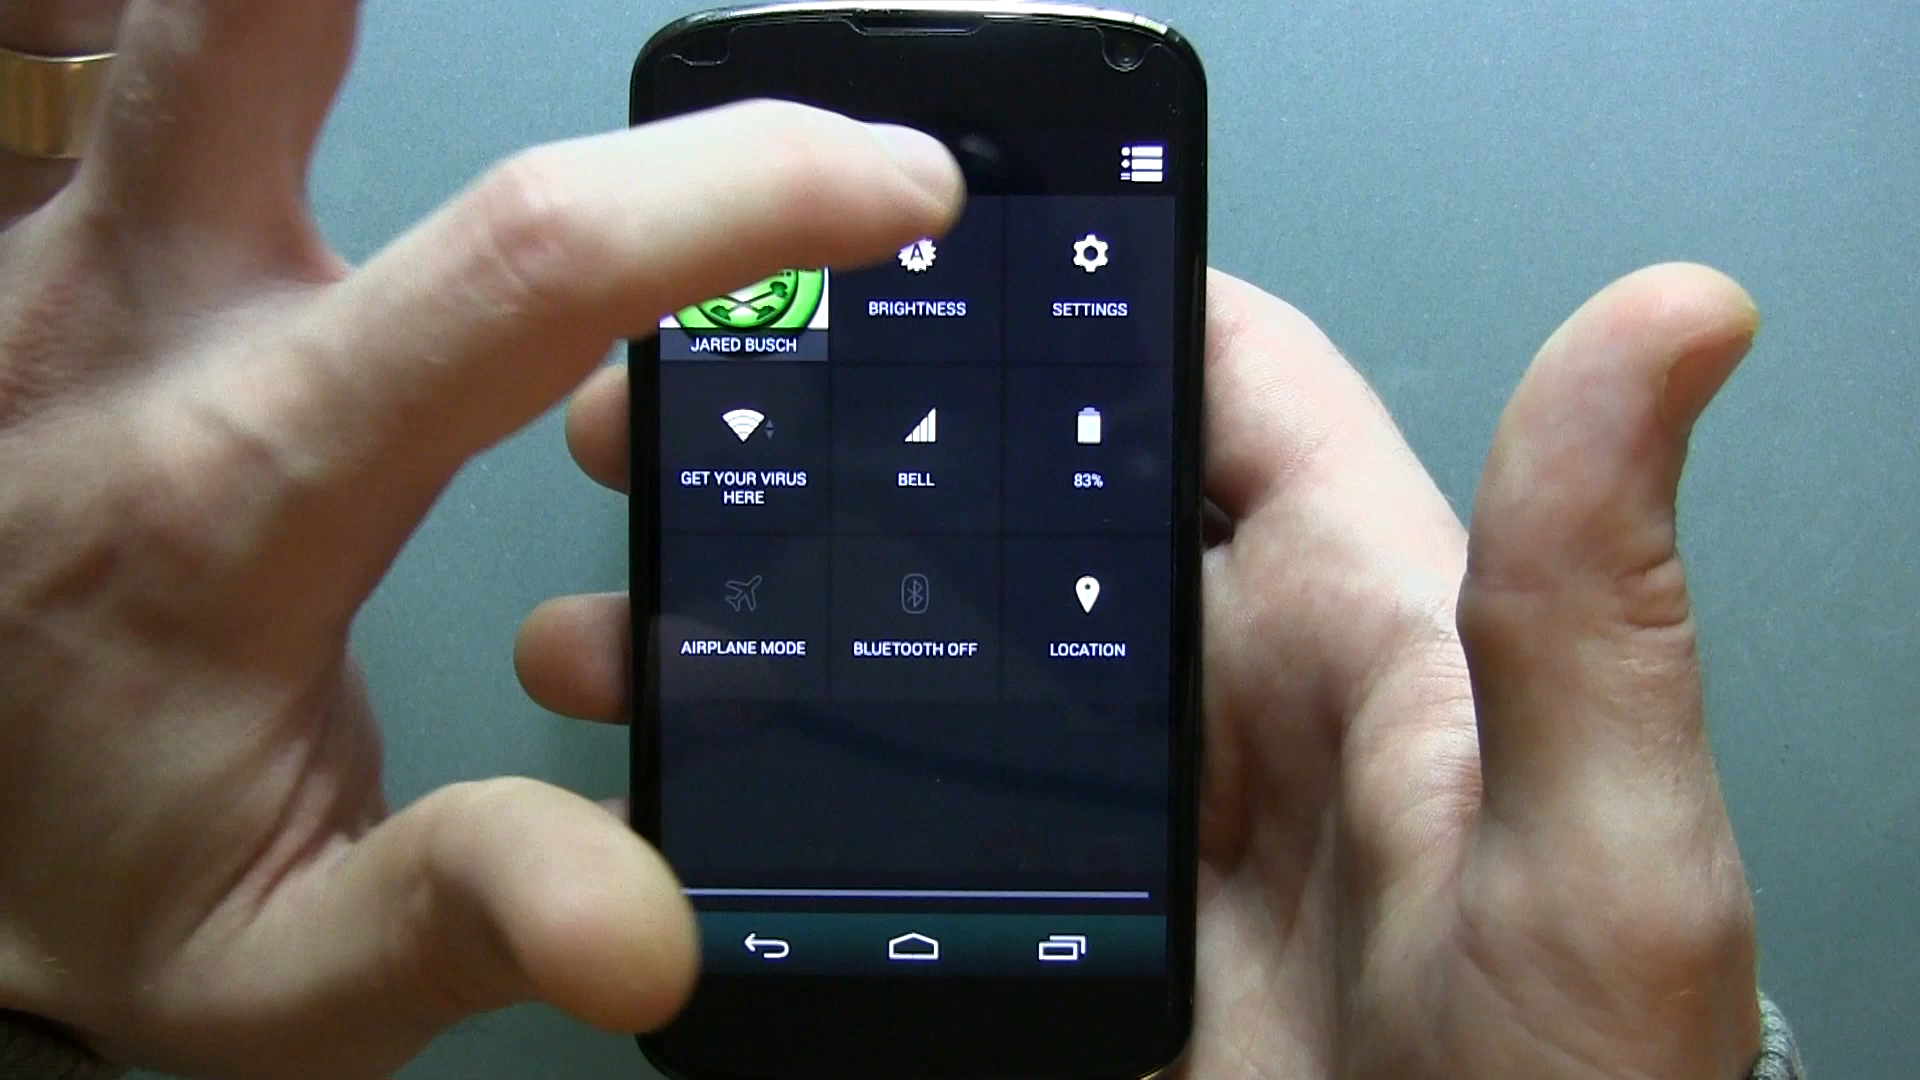 BRIGHTNESS
SETTINGS
JARED BUSCH
GET YOUR VIRUS
HERE
BELL
83%
AIRPLANE MODE
BLUETOOTH OFF
LOCATION